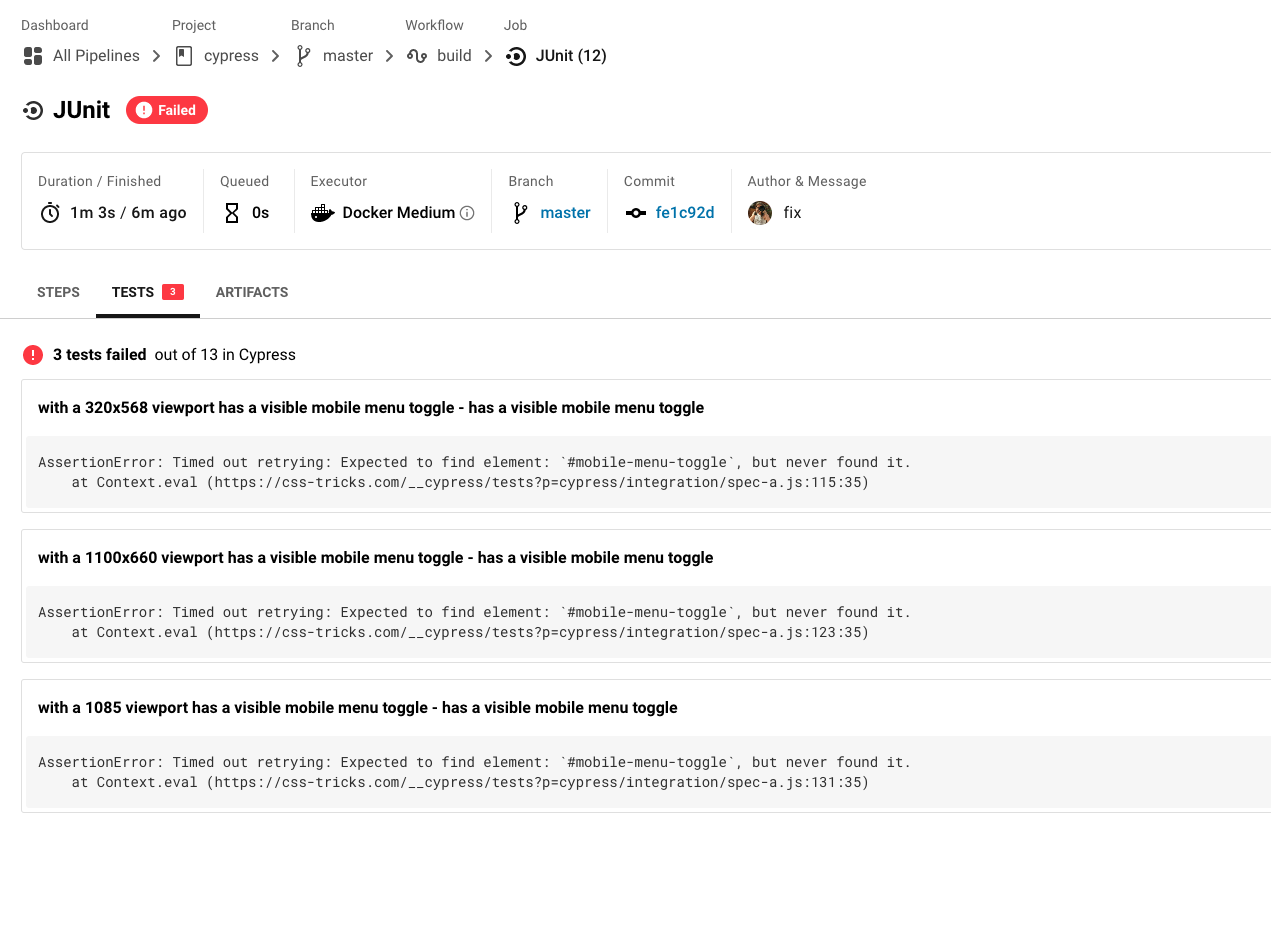 Dashboard Project Branch Workflow Job
All Pipelines cypress master build JUnit (12)
JUnit Failed
Duration / Finished Queued Executor Branch Commit Author & Message
1m 3s / 6m ago 0s Docker Medium master fe1c92d fix
STEPS TESTS 3 ARTIFACTS
3 tests failed out of 13 in Cypress
with a 320x568 viewport has a visible mobile menu toggle - has a visible mobile menu toggle
AssertionError: Timed out retrying: Expected to find element: `#mobile-menu-toggle`, but never found it.
at Context.eval (https://css-tricks.com/__cypress/tests?p=cypress/integration/spec-a.js:115:35)
with a 1100x660 viewport has a visible mobile menu toggle - has a visible mobile menu toggle
AssertionError: Timed out retrying: Expected to find element: `#mobile-menu-toggle`, but never found it.
at Context.eval (https://css-tricks.com/__cypress/tests?p=cypress/integration/spec-a.js:123:35)
with a 1085 viewport has a visible mobile menu toggle - has a visible mobile menu toggle
AssertionError: Timed out retrying: Expected to find element: `#mobile-menu-toggle`, but never found it.
at Context.eval (https://css-tricks.com/__cypress/tests?p=cypress/integration/spec-a.js:131:35)